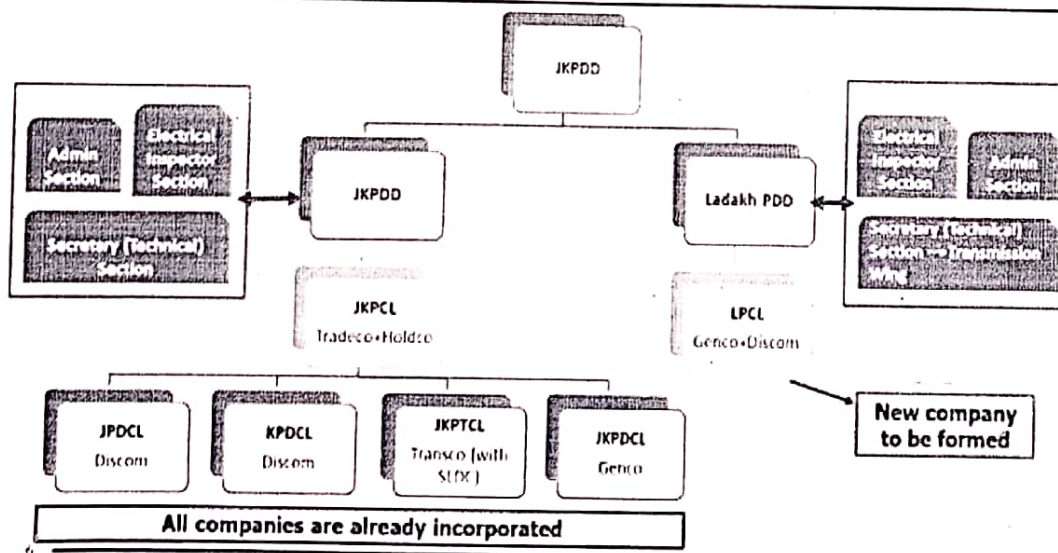 JKPDD
Admin
Section
Electrical
Inspector
Section
Secretary (Technical)
Section
JKPDD
Ladakh PDD
Electrical
Inspector
Section
Admin
Section
Secretary (Technical)
Section --> Transmission
Wing
JKPCL
Tradeco+Holdco
LPCL
Genco+Discom
New company
to be formed
JPDCL
Discom
KPDCL
Discom
JKPTCL
Transco (with
SLDC)
JKPDCL
Genco
All companies are already incorporated